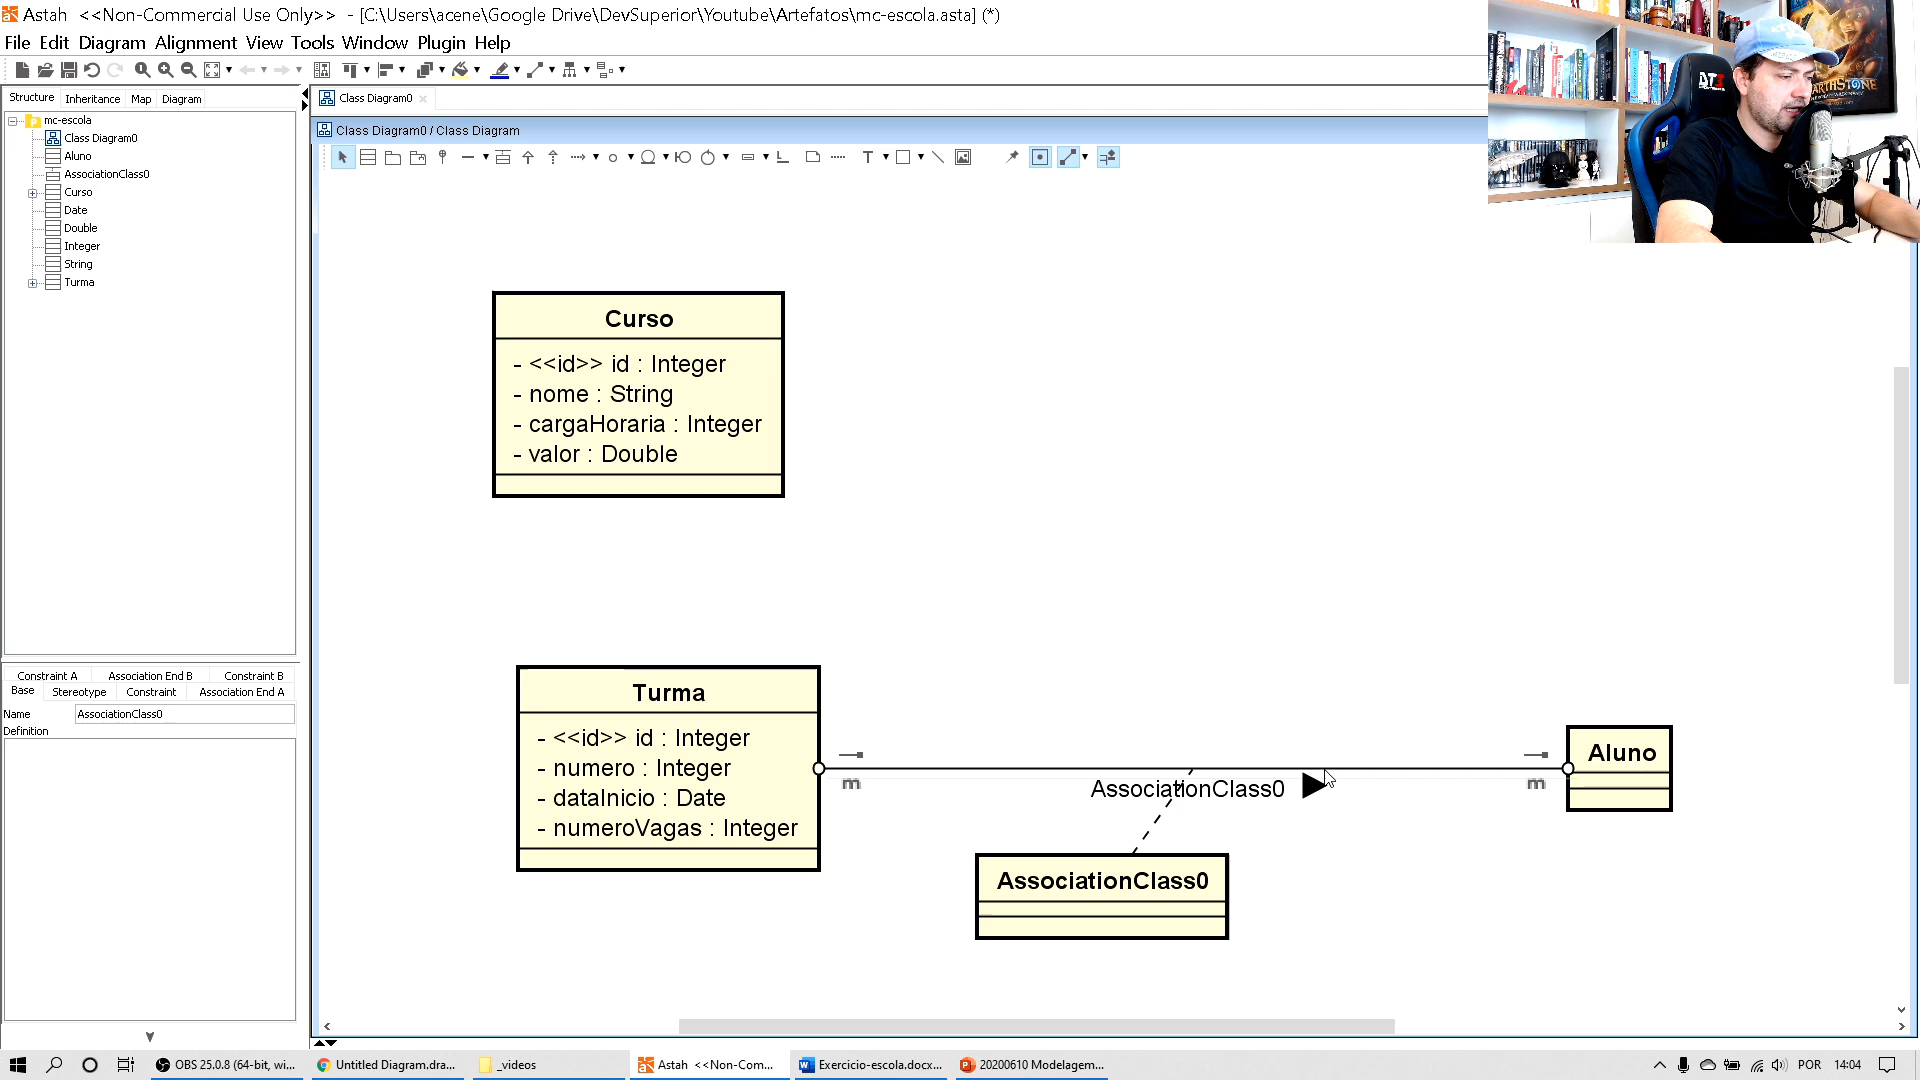 Astah <<Non-Commercial Use Only>> - [C:\Users\acene\Google Drive\DevSuperior\Youtube\Artefatos\mc-escola.asta] (*)
File Edit Diagram Alignment View Tools Window Plugin Help
Structure Inheritance Map Diagram
mc-escola
Class Diagram0
Aluno
AssociationClass0
Curso
Date
Double
Integer
String
Turma
Constraint A Association End B Constraint B
Base Stereotype Constraint Association End A
Name AssociationClass0
Definition
Class Diagram0
Class Diagram0 / Class Diagram
T
Curso
- <<id>> id : Integer
- nome : String
- cargaHoraria : Integer
- valor : Double
Turma
- <<id>> id : Integer
- numero : Integer
- dataInicio : Date
- numeroVagas : Integer
m
AssociationClass0
m
Aluno
AssociationClass0
DT3
EARTHSTONE
OBS 25.0.8 (64-bit, wi...
Untitled Diagram.dra...
_videos
Astah <<Non-Com...
Exercicio-escola.docx...
20200610 Modelagem...
POR
14:04